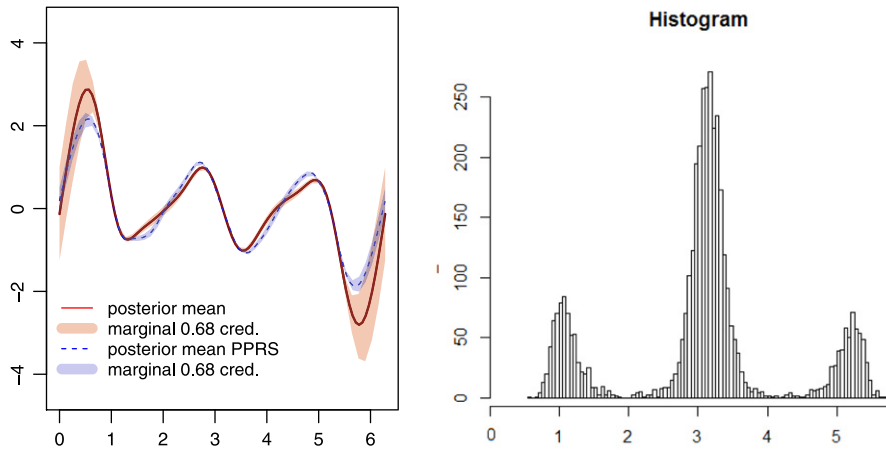 4
2
0
−2
−4
posterior mean
marginal 0.68 cred.
posterior mean PPRS
marginal 0.68 cred.
0 1 2 3 4 5 6
Histogram
250
200
150
100
50
0
0 1 2 3 4 5